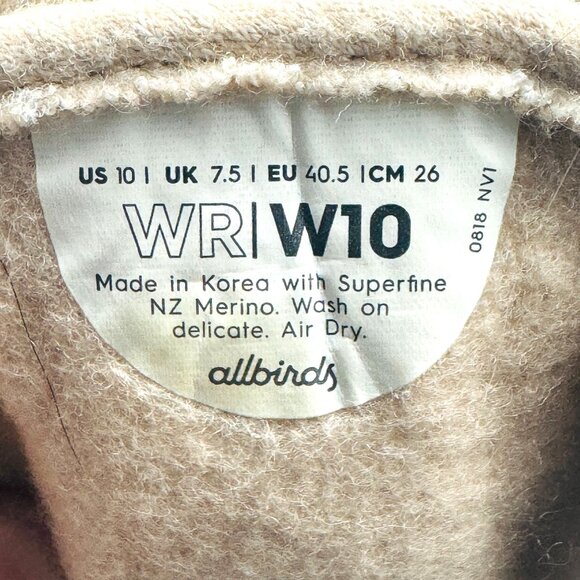 US 10 | UK 7.5 | EU 40.5 | CM 26
WR|W10
Made in Korea with Superfine
NZ Merino. Wash on
delicate. Air Dry.
allbirds
0818 NV1